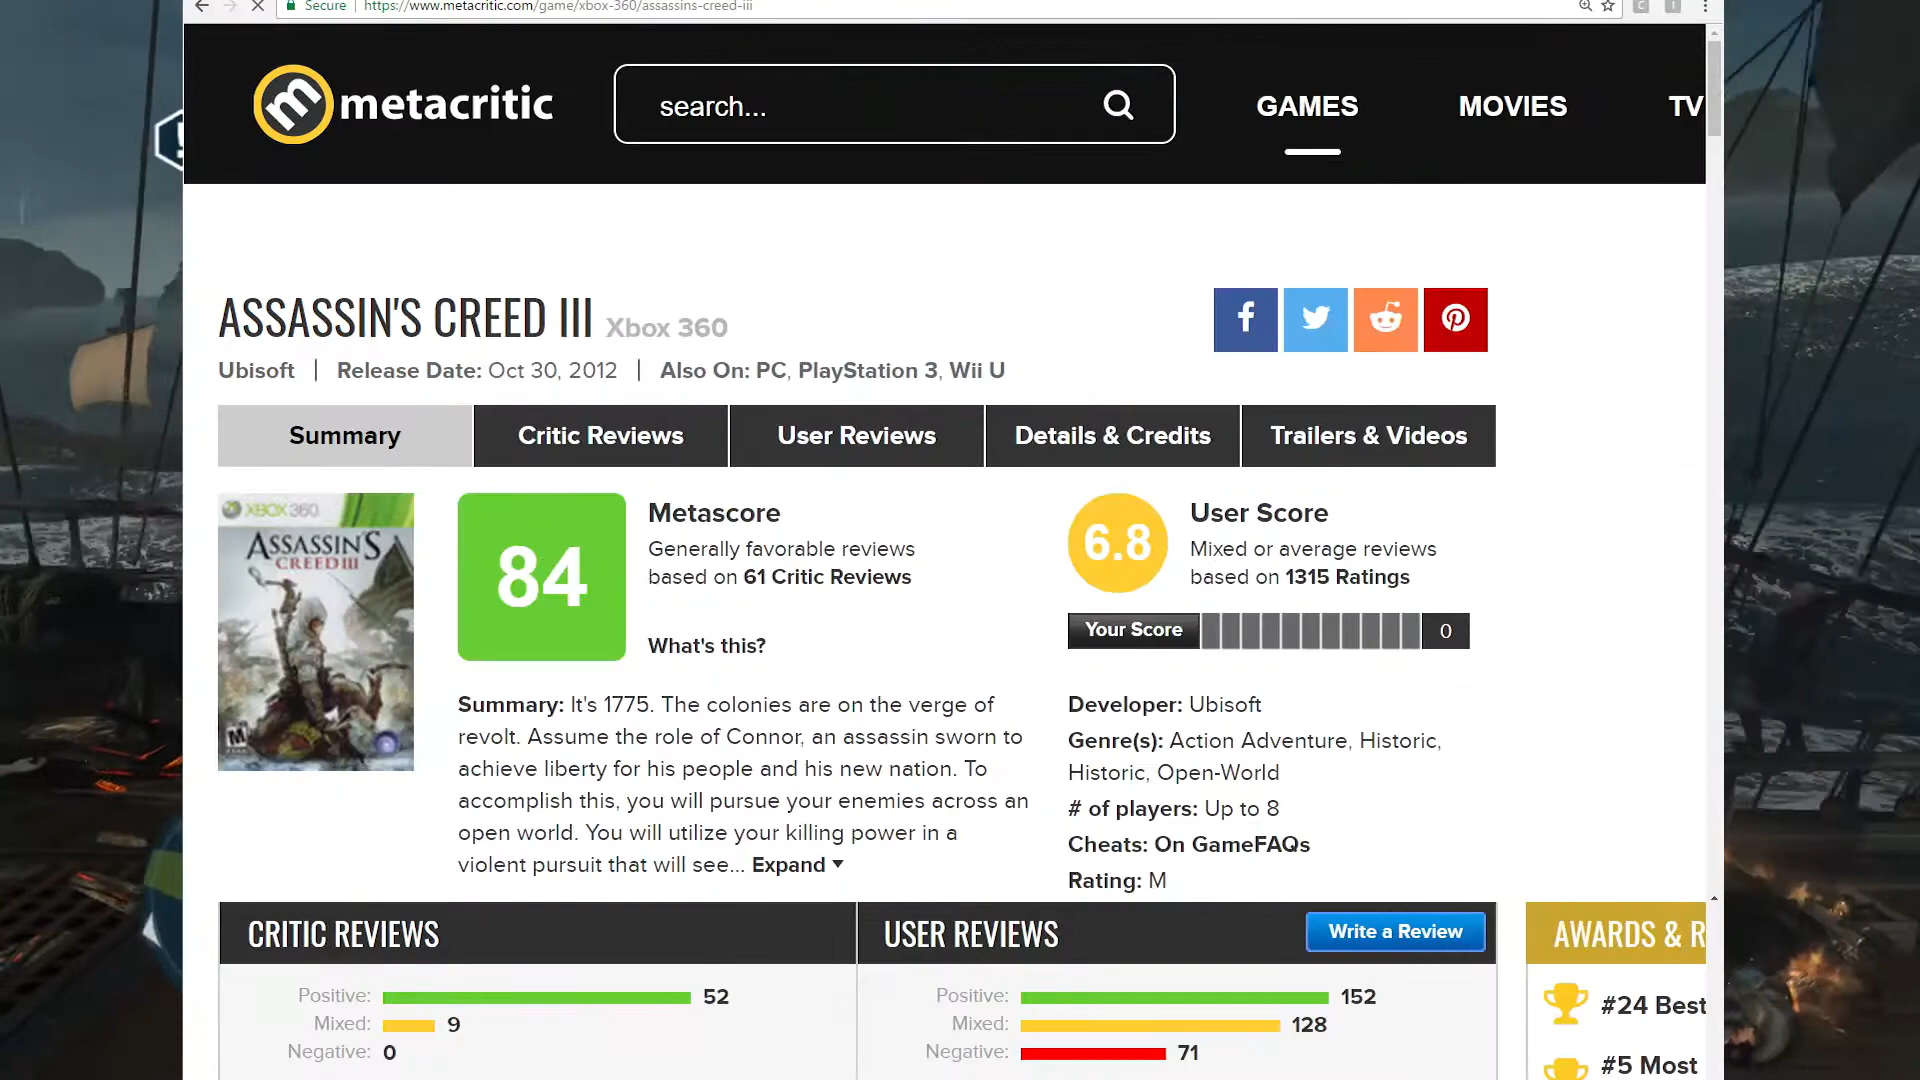 Secure https://www.metacritic.com/game/xbox-360/assassins-creed-iii
metacritic
search...
GAMES MOVIES TV
ASSASSIN'S CREED III Xbox 360
Ubisoft | Release Date: Oct 30, 2012 | Also On: PC, PlayStation 3, Wii U
Summary Critic Reviews User Reviews Details & Credits Trailers & Videos
XBOX 360
ASSASSIN'S
CREED III
M
84
Metascore
Generally favorable reviews
based on 61 Critic Reviews
What's this?
6.8
User Score
Mixed or average reviews
based on 1315 Ratings
Your Score 0
Summary: It's 1775. The colonies are on the verge of
revolt. Assume the role of Connor, an assassin sworn to
achieve liberty for his people and his new nation. To
accomplish this, you will pursue your enemies across an
open world. You will utilize your killing power in a
violent pursuit that will see... Expand
Developer: Ubisoft
Genre(s): Action Adventure, Historic,
Historic, Open-World
# of players: Up to 8
Cheats: On GameFAQs
Rating: M
CRITIC REVIEWS
Positive: 52
Mixed: 9
Negative: 0
USER REVIEWS
Write a Review
Positive: 152
Mixed: 128
Negative: 71
AWARDS & R
#24 Best
#5 Most